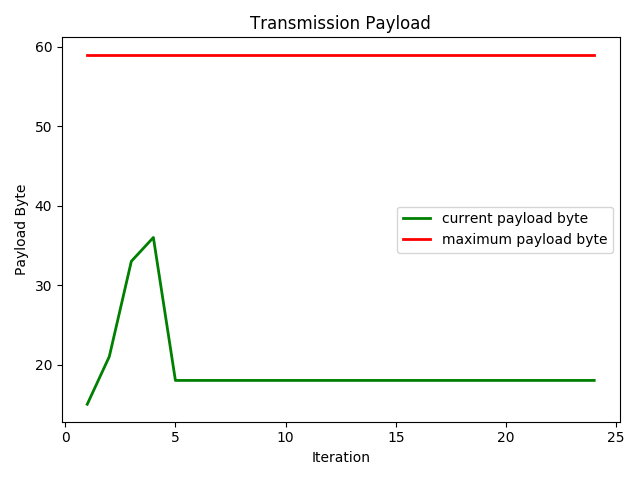 Transmission Payload
60
50
40
30
20
Payload Byte
current payload byte
maximum payload byte
0 5 10 15 20 25
Iteration